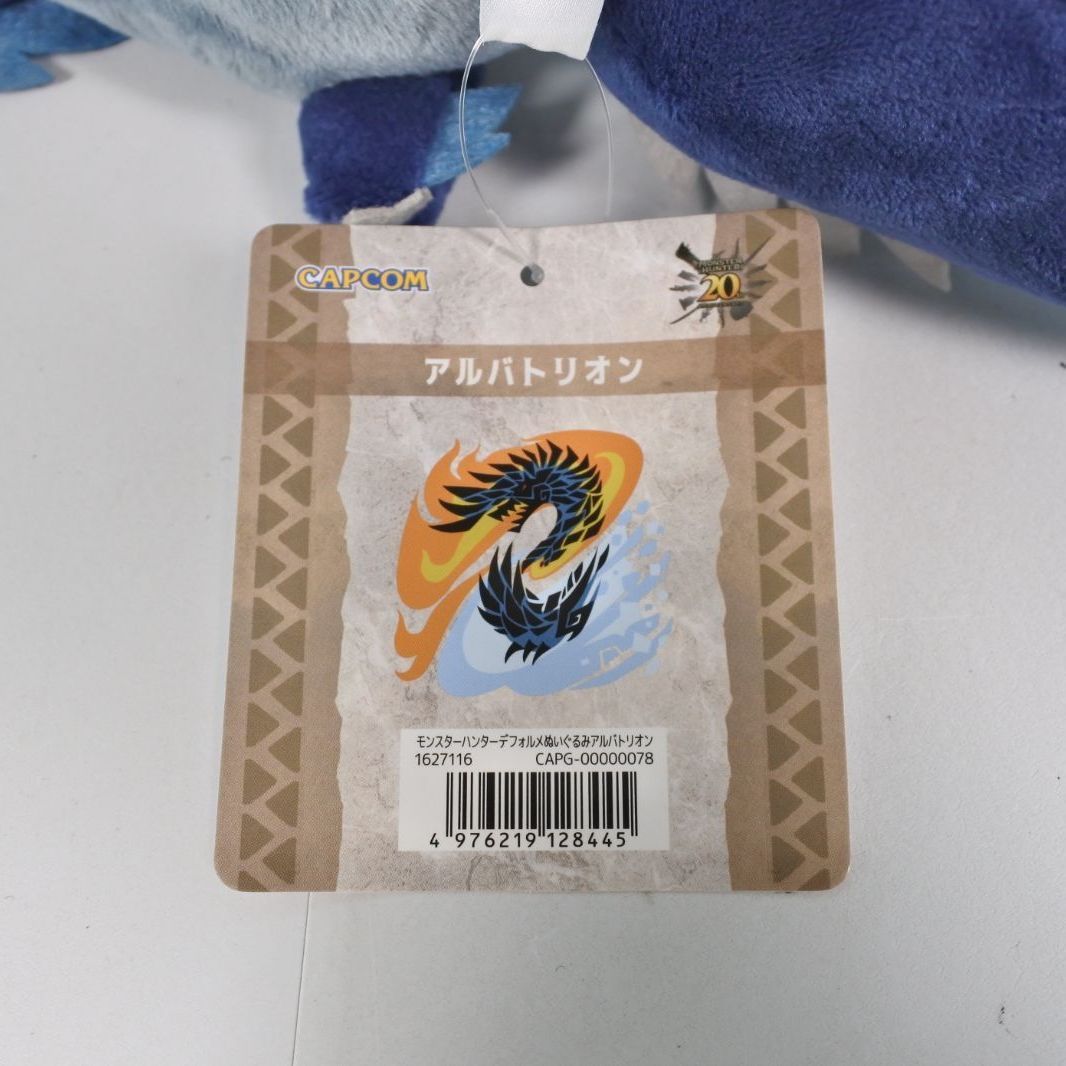 CAPCOM
MONSTER
HUNTER
20
アルバトリオン
モンスターハンターデフォルメぬいぐるみアルバトリオン
1627116 CAPG-00000078
4 976219 128445